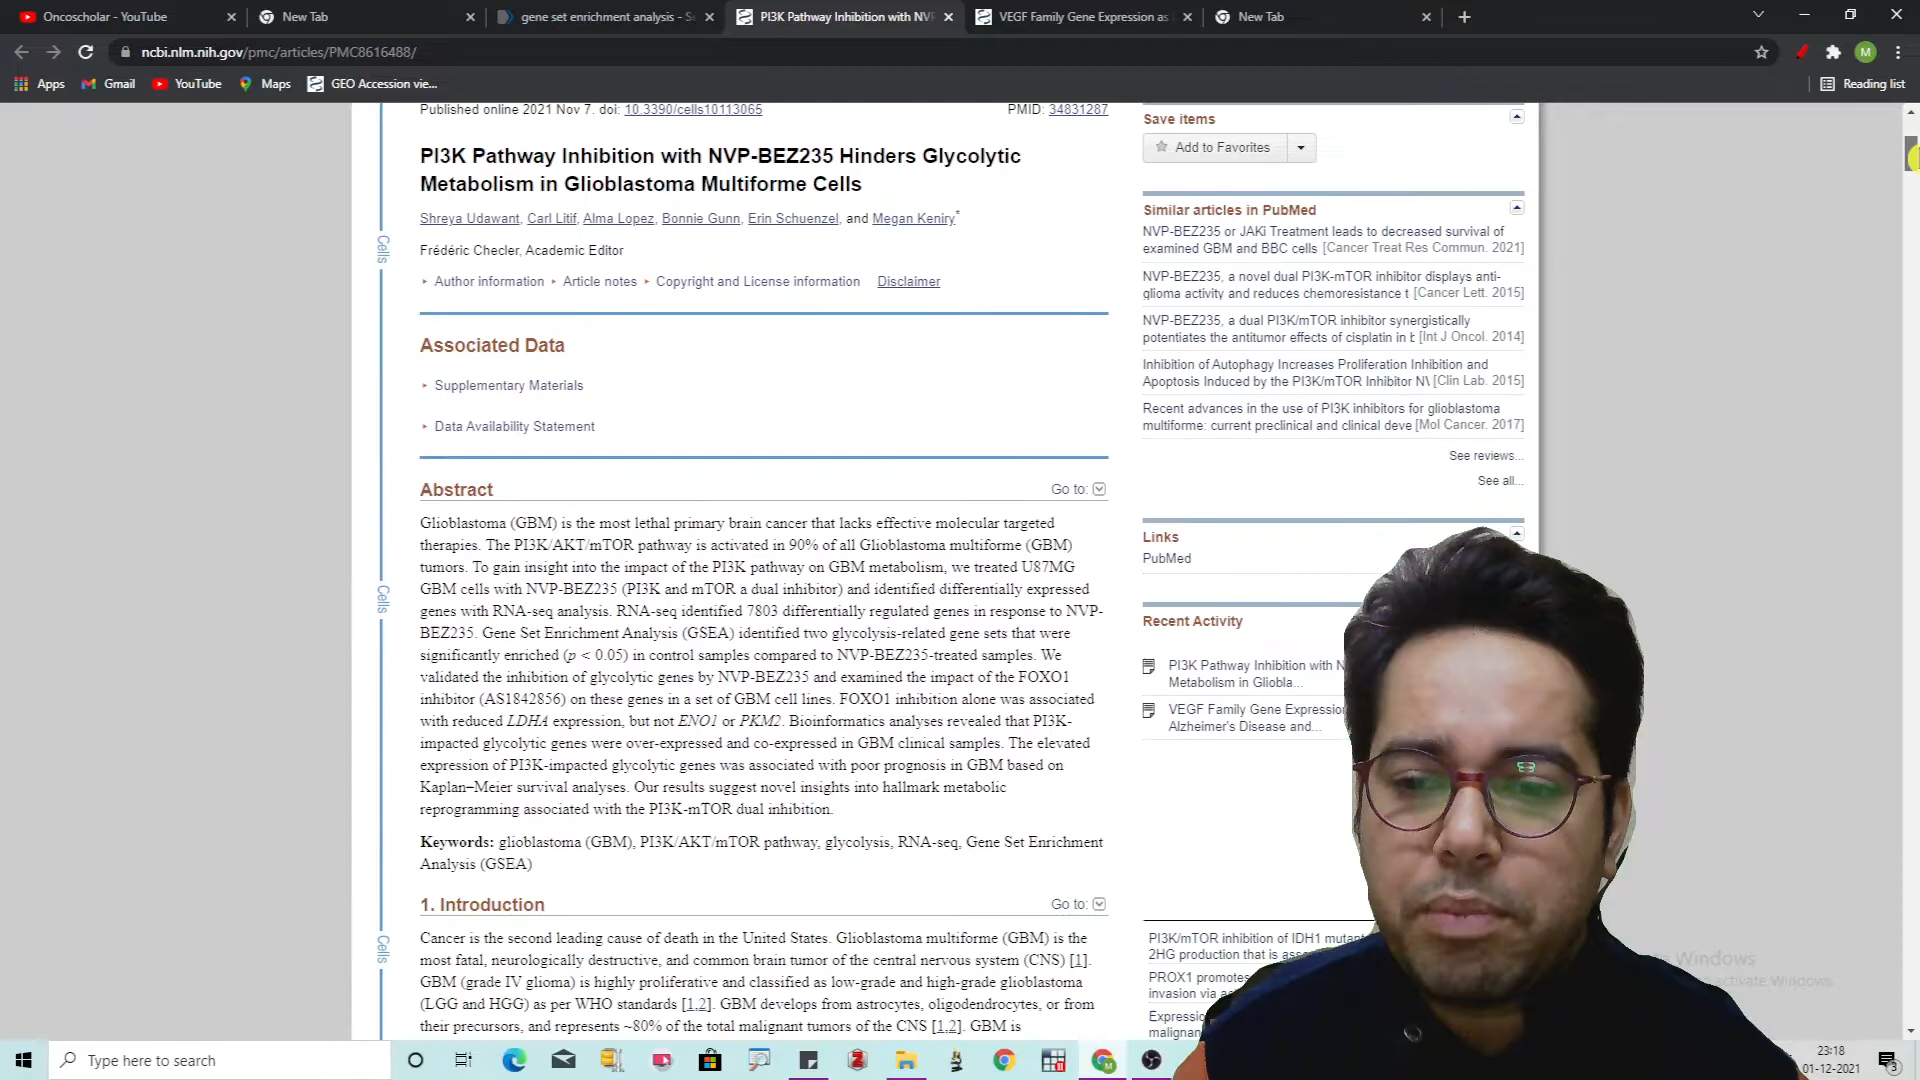 Oncoscholar - YouTube
New Tab
gene set enrichment analysis - S
PI3K Pathway Inhibition with NVP
VEGF Family Gene Expression as
New Tab
ncbi.nlm.nih.gov/pmc/articles/PMC8616488/
M
Apps
Gmail
YouTube
Maps
GEO Accession vie...
Reading list
Published online 2021 Nov 7. doi: 10.3390/cells10113065
PMID: 34831287
PI3K Pathway Inhibition with NVP-BEZ235 Hinders Glycolytic
Metabolism in Glioblastoma Multiforme Cells
Shreya Udawant, Carl Litif, Alma Lopez, Bonnie Gunn, Erin Schuenzel, and Megan Keniry*
Frédéric Checler, Academic Editor
Author information Article notes Copyright and License information Disclaimer
Associated Data
Supplementary Materials
Data Availability Statement
Abstract
Go to:
Glioblastoma (GBM) is the most lethal primary brain cancer that lacks effective molecular targeted
therapies. The PI3K/AKT/mTOR pathway is activated in 90% of all Glioblastoma multiforme (GBM)
tumors. To gain insight into the impact of the PI3K pathway on GBM metabolism, we treated U87MG
GBM cells with NVP-BEZ235 (PI3K and mTOR a dual inhibitor) and identified differentially expressed
genes with RNA-seq analysis. RNA-seq identified 7803 differentially regulated genes in response to NVP-
BEZ235. Gene Set Enrichment Analysis (GSEA) identified two glycolysis-related gene sets that were
significantly enriched (p < 0.05) in control samples compared to NVP-BEZ235-treated samples. We
validated the inhibition of glycolytic genes by NVP-BEZ235 and examined the impact of the FOXO1
inhibitor (AS1842856) on these genes in a set of GBM cell lines. FOXO1 inhibition alone was associated
with reduced LDHA expression, but not ENO1 or PKM2. Bioinformatics analyses revealed that PI3K-
impacted glycolytic genes were over-expressed and co-expressed in GBM clinical samples. The elevated
expression of PI3K-impacted glycolytic genes was associated with poor prognosis in GBM based on
Kaplan–Meier survival analyses. Our results suggest novel insights into hallmark metabolic
reprogramming associated with the PI3K-mTOR dual inhibition.
Keywords: glioblastoma (GBM), PI3K/AKT/mTOR pathway, glycolysis, RNA-seq, Gene Set Enrichment
Analysis (GSEA)
1. Introduction
Go to:
Cancer is the second leading cause of death in the United States. Glioblastoma multiforme (GBM) is the
most fatal, neurologically destructive, and common brain tumor of the central nervous system (CNS) [1].
GBM (grade IV glioma) is highly proliferative and classified as low-grade and high-grade glioblastoma
(LGG and HGG) as per WHO standards [1,2]. GBM develops from astrocytes, oligodendrocytes, or from
their precursors, and represents ~80% of the total malignant tumors of the CNS [1,2]. GBM is
Cells
Cells
Cells
Save items
Add to Favorites
Similar articles in PubMed
NVP-BEZ235 or JAKi Treatment leads to decreased survival of
examined GBM and BBC cells [Cancer Treat Res Commun. 2021]
NVP-BEZ235, a novel dual PI3K-mTOR inhibitor displays anti-
glioma activity and reduces chemoresistance t [Cancer Lett. 2015]
NVP-BEZ235, a dual PI3K/mTOR inhibitor synergistically
potentiates the antitumor effects of cisplatin in b [Int J Oncol. 2014]
Inhibition of Autophagy Increases Proliferation Inhibition and
Apoptosis Induced by the PI3K/mTOR Inhibitor NV [Clin Lab. 2015]
Recent advances in the use of PI3K inhibitors for glioblastoma
multiforme: current preclinical and clinical deve [Mol Cancer. 2017]
See reviews...
See all...
Links
PubMed
Recent Activity
PI3K Pathway Inhibition with N
Metabolism in Gliobla...
VEGF Family Gene Expression
Alzheimer's Disease and...
PI3K/mTOR inhibition of IDH1 mutant
2HG production that is ass
PROX1 promotes
invasion via a
Expressio
malignan
Windows
activate Windows.
Type here to search
23:18
01-12-2021
3